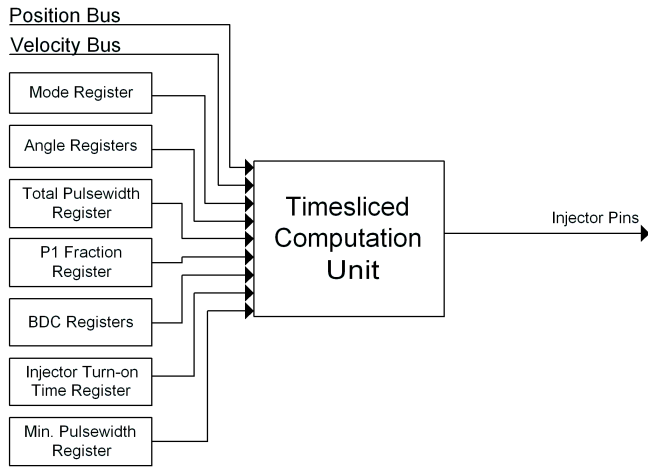 Position Bus
Velocity Bus
Mode Register
Angle Registers
Total Pulsewidth
Register
P1 Fraction
Register
BDC Registers
Injector Turn-on
Time Register
Min. Pulsewidth
Register
Timesliced
Computation
Unit
Injector Pins